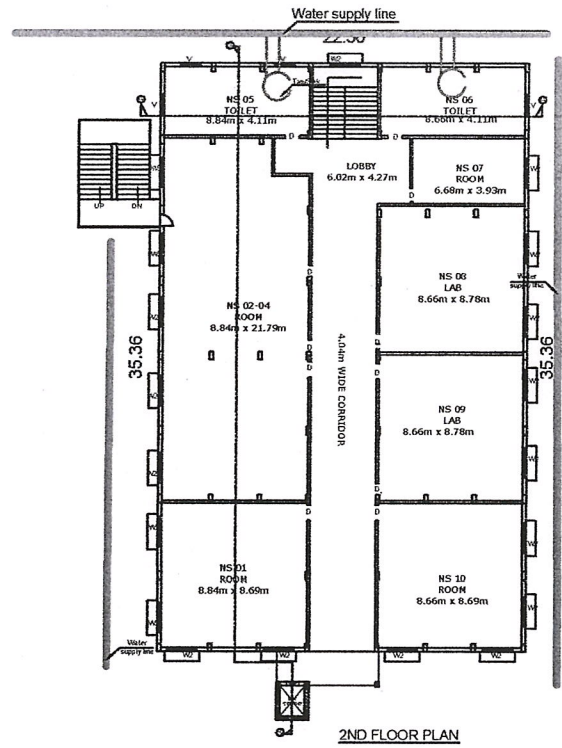 Water supply line
V
V
W2
NS 05
TOILET
8.84m x 4.11m
NS 06
TOILET
8.66m x 4.11m
V
V
D
D
LOBBY
6.02m x 4.27m
NS 07
ROOM
6.68m x 3.93m
D
UP
DN
NS 02-04
ROOM
8.84m x 21.79m
D
D
D
D
4.04m WIDE CORRIDOR
NS 08
LAB
8.66m x 8.78m
D
D
Water
supply line
35.36
35.36
W2
W2
NS 09
LAB
8.66m x 8.78m
D
D
NS 01
ROOM
8.84m x 8.69m
NS 10
ROOM
8.66m x 8.69m
Water
supply line
W2
W2
W2
W2
2ND FLOOR PLAN